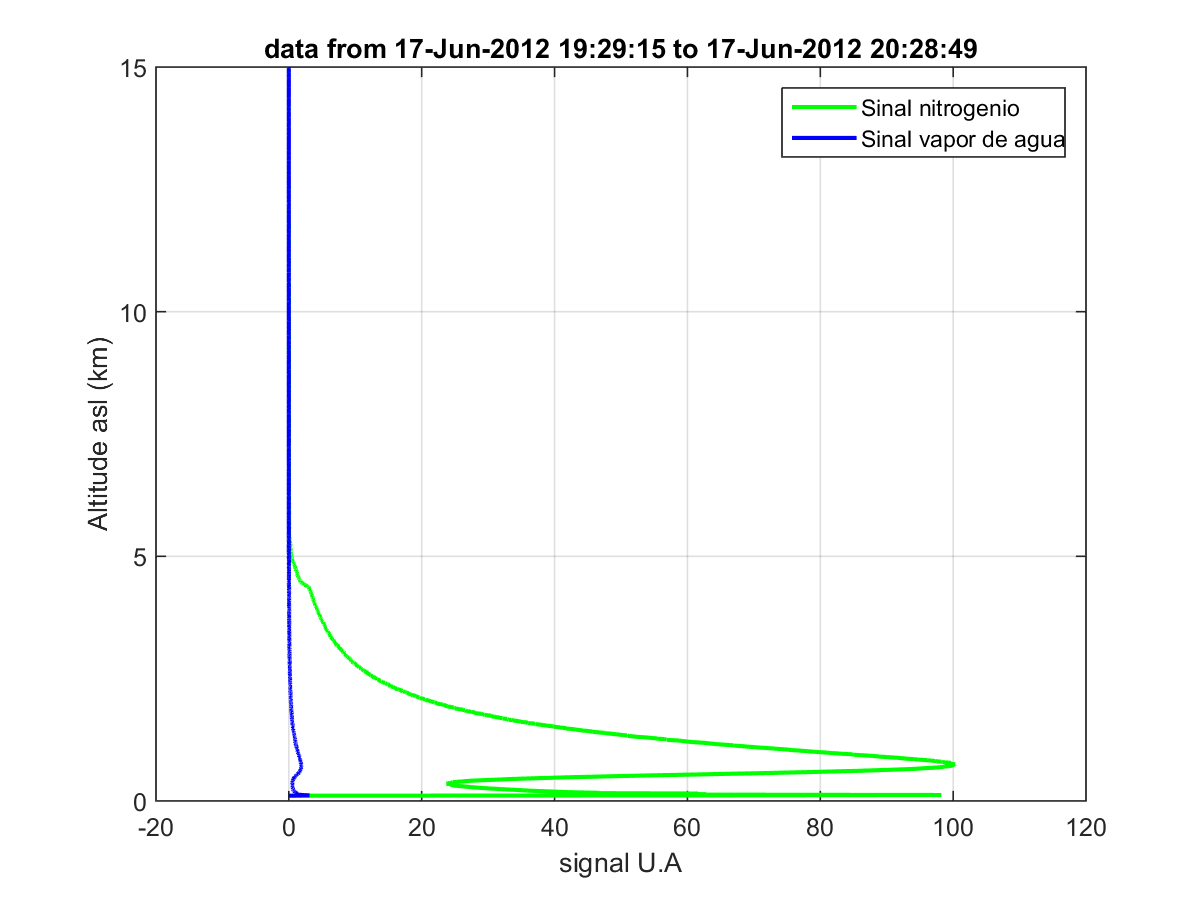 data from 17-Jun-2012 19:29:15 to 17-Jun-2012 20:28:49
15
Sinal nitrogenio
Sinal vapor de agua
10
Altitude asl (km)
5
0
-20 0 20 40 60 80 100 120
signal U.A